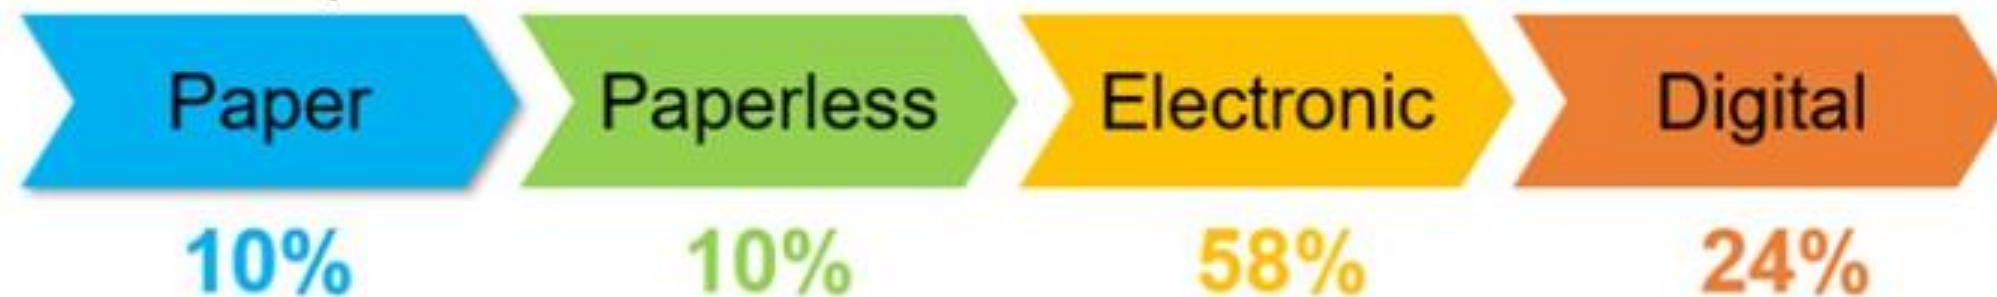 Paper Paperless Electronic Digital
10% 10% 58% 24%